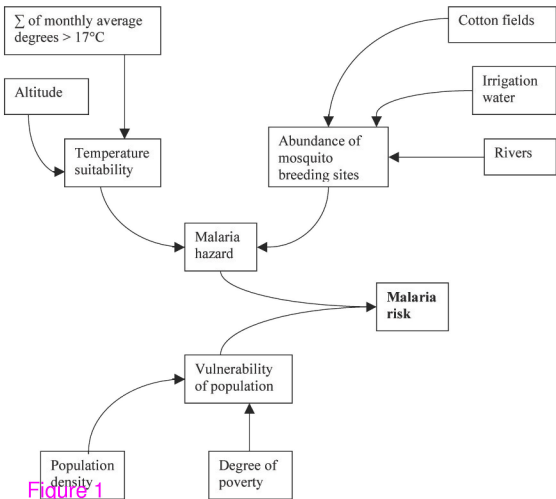 ∑ of monthly average
degrees > 17°C
Cotton fields
Altitude
Irrigation
water
Temperature
suitability
Abundance of
mosquito
breeding sites
Rivers
Malaria
hazard
Malaria
risk
Vulnerability
of population
Population
density
Degree of
poverty
Figure 1